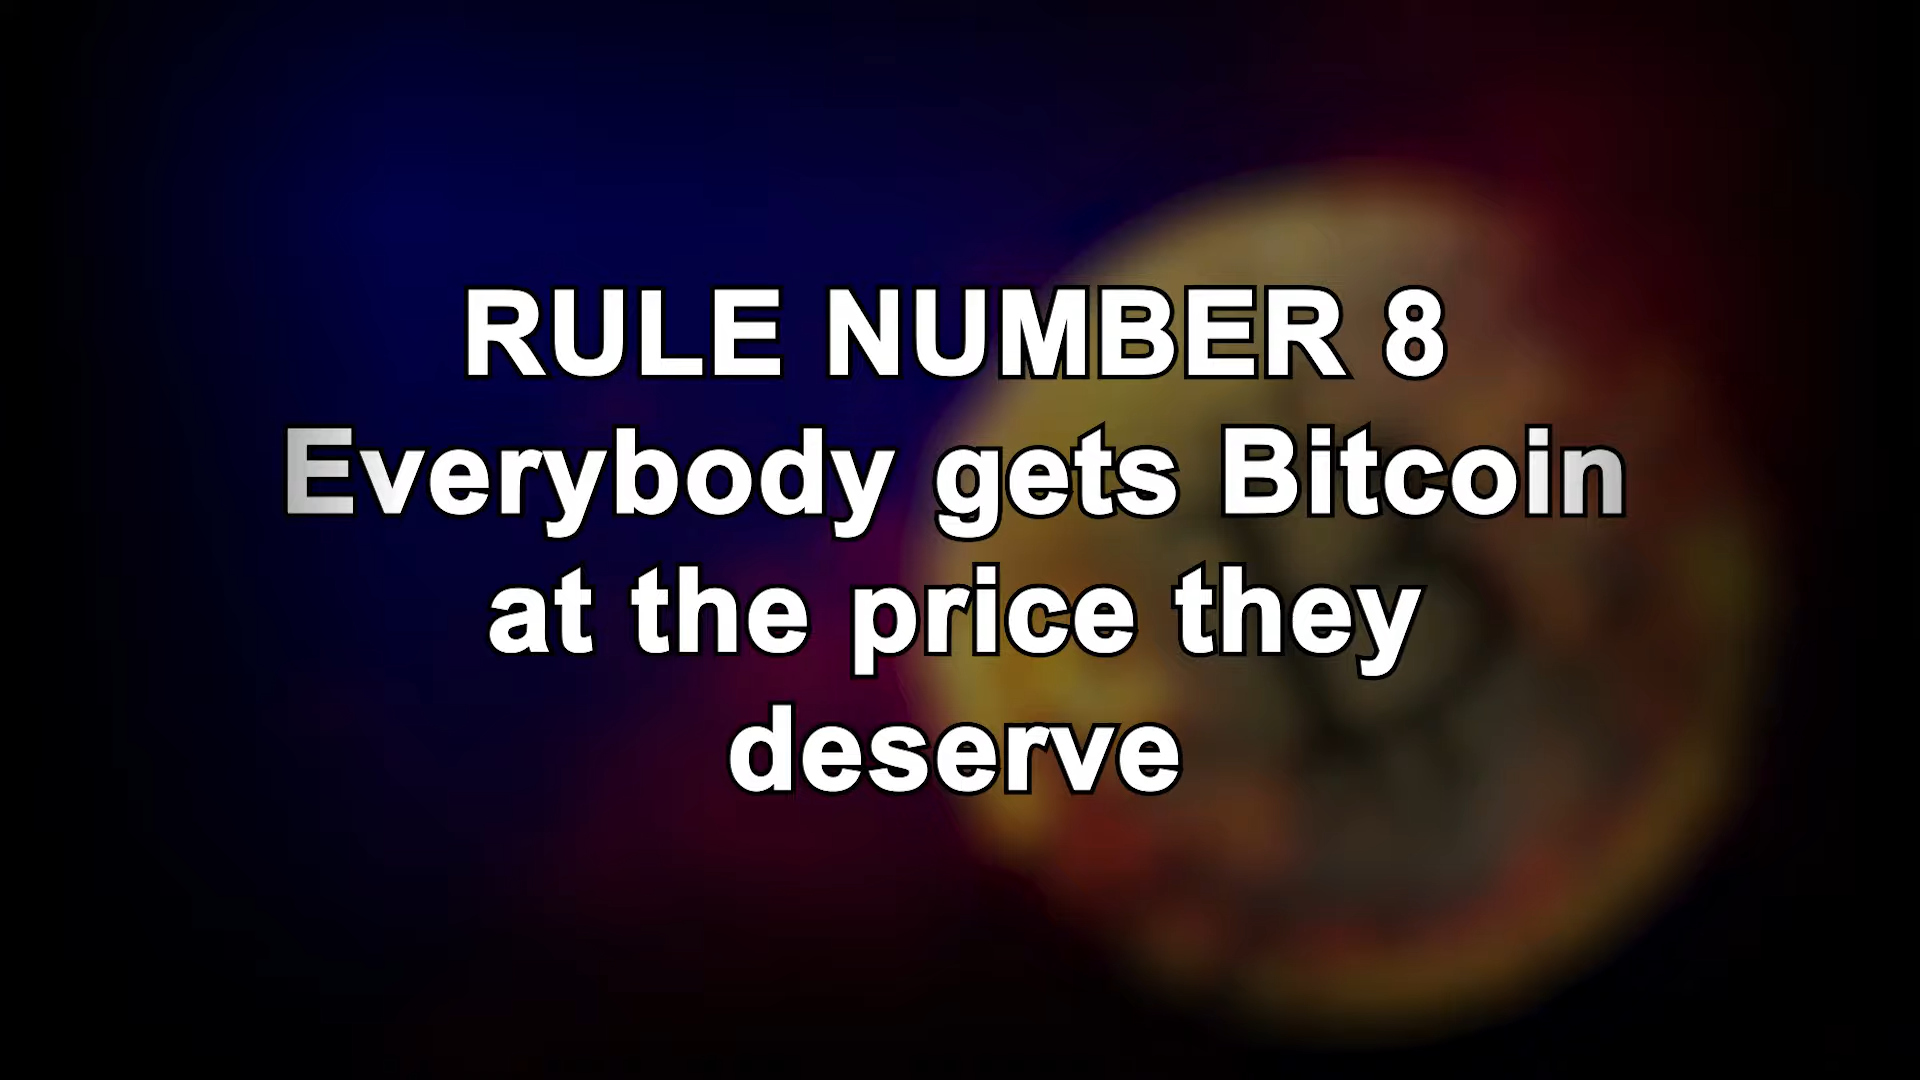 RULE NUMBER 8
Everybody gets Bitcoin
at the price they
deserve